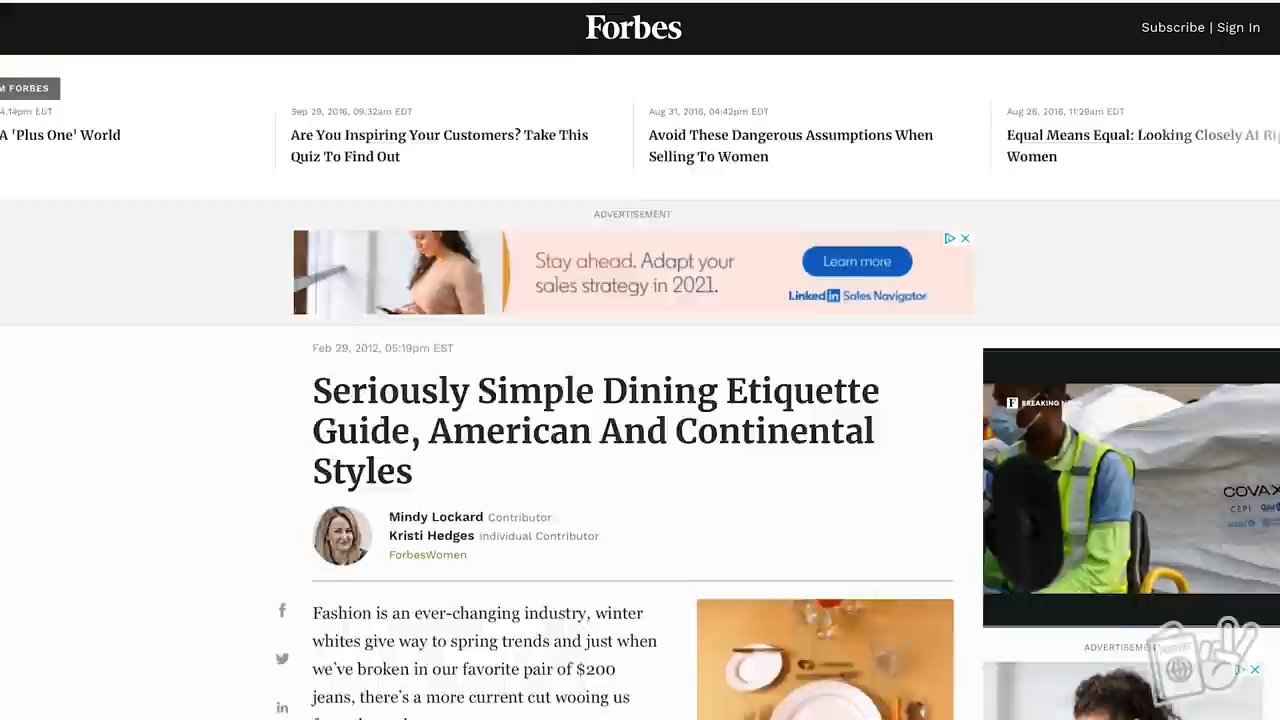 Forbes
Subscribe | Sign In
M FORBES
4:14pm EDT
A 'Plus One' World
Sep 29, 2016, 09:32am EDT
Are You Inspiring Your Customers? Take This
Quiz To Find Out
Aug 31, 2016, 04:42pm EDT
Avoid These Dangerous Assumptions When
Selling To Women
Aug 26, 2016, 11:29am EDT
Equal Means Equal: Looking Closely At
Women
ADVERTISEMENT
Stay ahead. Adapt your
sales strategy in 2021.
Learn more
Linkedin Sales Navigator
Feb 29, 2012, 05:19pm EST
Seriously Simple Dining Etiquette
Guide, American And Continental
Styles
Mindy Lockard Contributor
Kristi Hedges Individual Contributor
ForbesWomen
Fashion is an ever-changing industry, winter
whites give way to spring trends and just when
we've broken in our favorite pair of $200
jeans, there's a more current cut wooing us
F BREAKING NEWS
COVAX
CEPI
ADVERTISEMENT